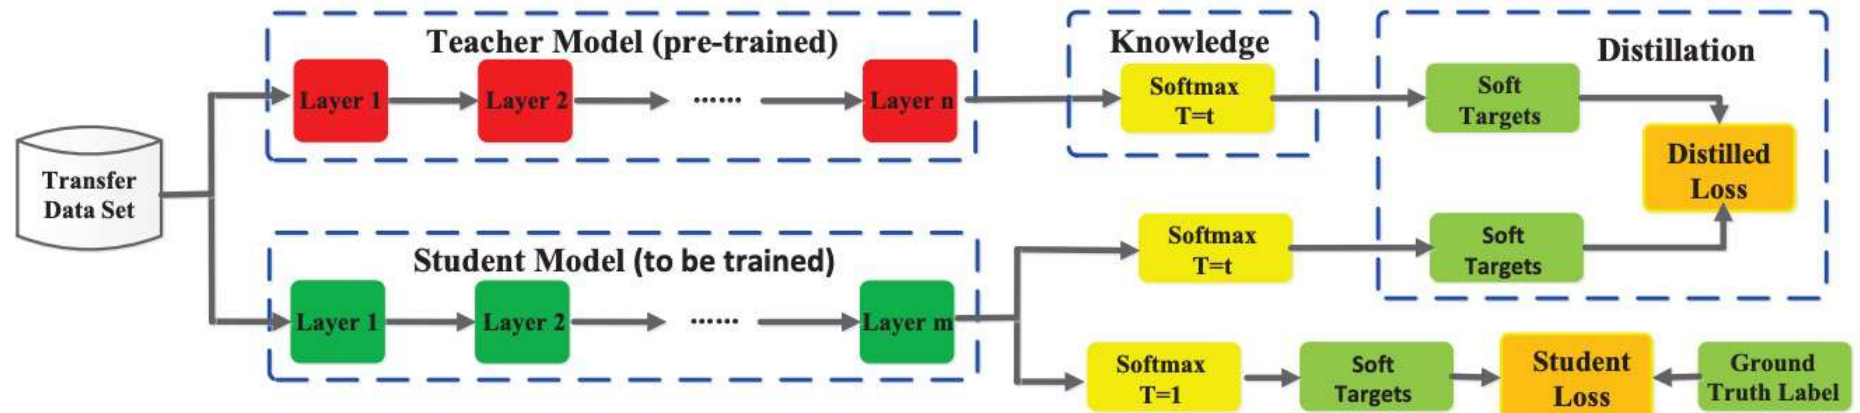 Teacher Model (pre-trained)
Knowledge
Distillation
Layer 1
Layer 2
......
Layer n
Softmax
T=t
Soft
Targets
Distilled
Loss
Transfer
Data Set
Student Model (to be trained)
Layer 1
Layer 2
......
Layer m
Softmax
T=t
Soft
Targets
Softmax
T=1
Soft
Targets
Student
Loss
Ground
Truth Label